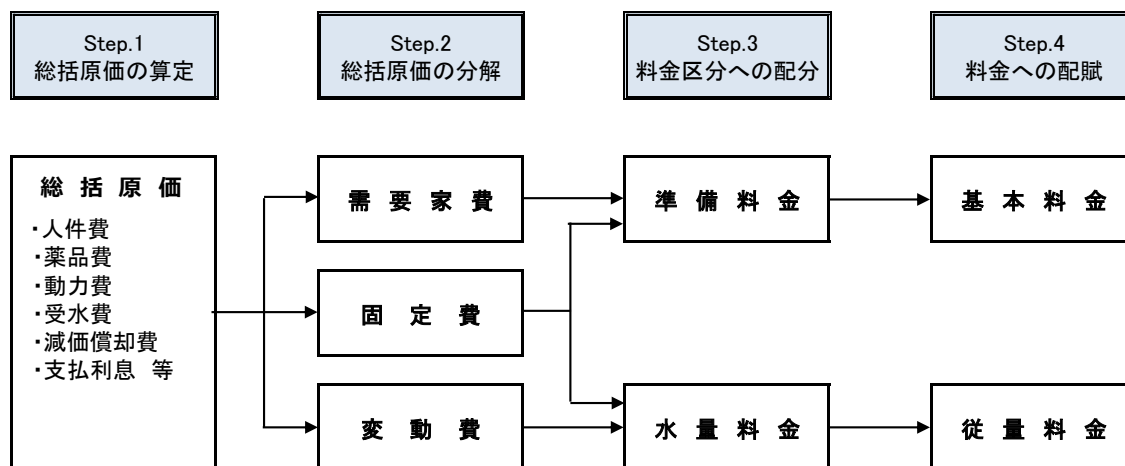 Step.1
総括原価の算定
Step.2
総括原価の分解
Step.3
料金区分への配分
Step.4
料金への配賦
総括原価
・人件費
・薬品費
・動力費
・受水費
・減価償却費
・支払利息 等
需要家費
固定費
変動費
準備料金
水量料金
基本料金
従量料金